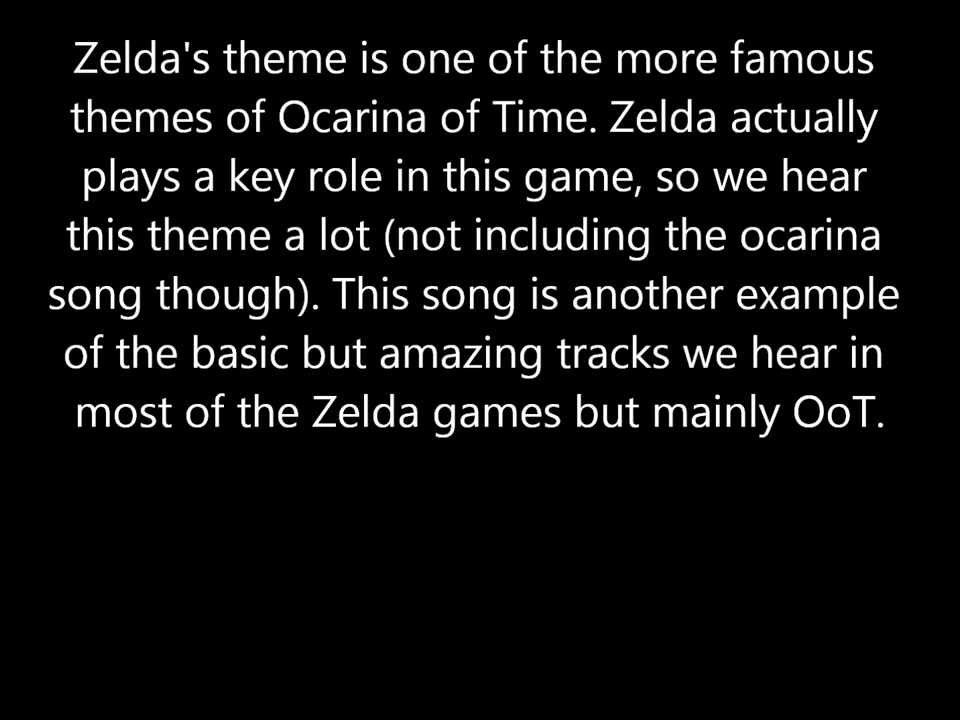 Zelda's theme is one of the more famous
themes of Ocarina of Time. Zelda actually
plays a key role in this game, so we hear
this theme a lot (not including the ocarina
song though). This song is another example
of the basic but amazing tracks we hear in
most of the Zelda games but mainly OoT.